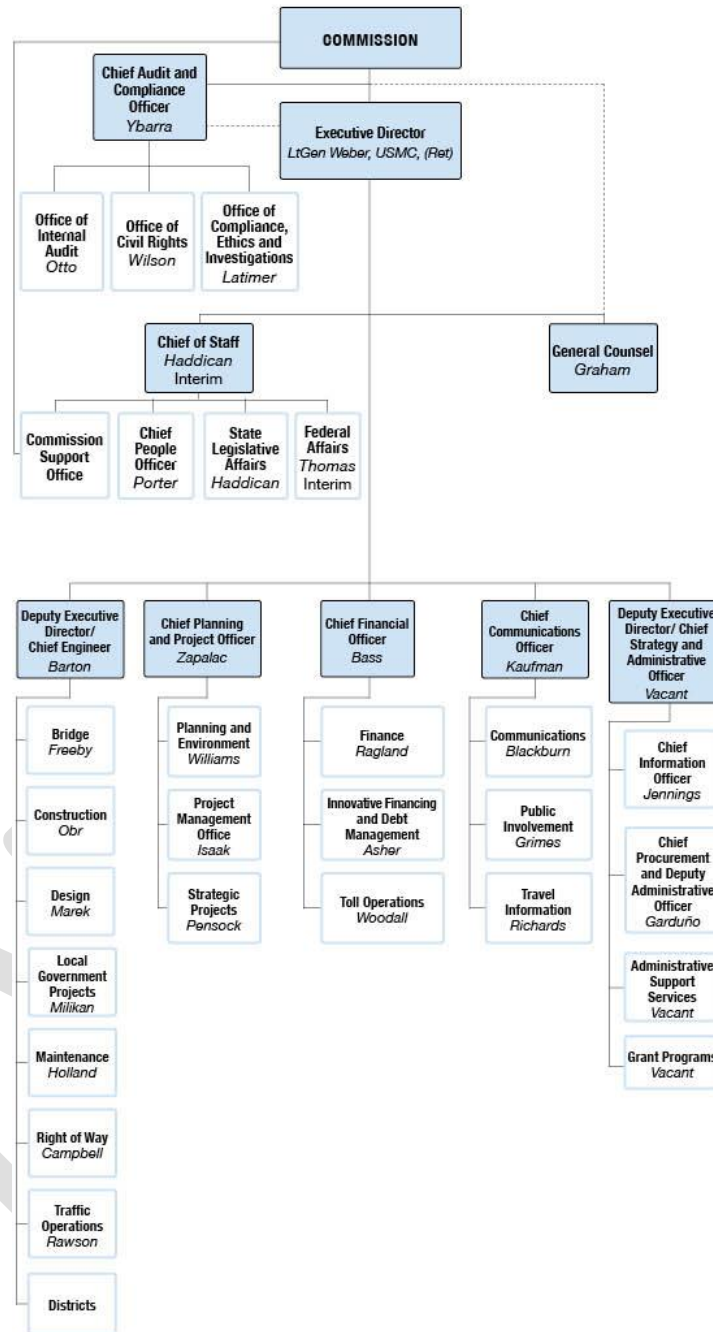 COMMISSION
Chief Audit and
Compliance
Officer
Ybarra
Executive Director
LtGen Weber, USMC, (Ret)
Office of
Internal
Audit
Otto
Office of
Civil Rights
Wilson
Office of
Compliance,
Ethics and
Investigations
Latimer
Chief of Staff
Haddican
Interim
General Counsel
Graham
Commission
Support
Office
Chief
People
Officer
Porter
State
Legislative
Affairs
Haddican
Federal
Affairs
Thomas
Interim
Deputy Executive
Director/
Chief Engineer
Barton
Chief Planning
and Project Officer
Zapalac
Chief Financial
Officer
Bass
Chief
Communications
Officer
Kaufman
Deputy Executive
Director/ Chief
Strategy and
Administrative
Officer
Vacant
Bridge
Freeby
Construction
Obr
Design
Marek
Local
Government
Projects
Milikan
Maintenance
Holland
Right of Way
Campbell
Traffic
Operations
Rawson
Districts
Planning and
Environment
Williams
Project
Management
Office
Isaak
Strategic
Projects
Pensock
Finance
Ragland
Innovative Financing
and Debt
Management
Asher
Toll Operations
Woodall
Communications
Blackburn
Public
Involvement
Grimes
Travel
Information
Richards
Chief
Information
Officer
Jennings
Chief
Procurement
and Deputy
Administrative
Officer
Garduño
Administrative
Support
Services
Vacant
Grant Programs
Vacant